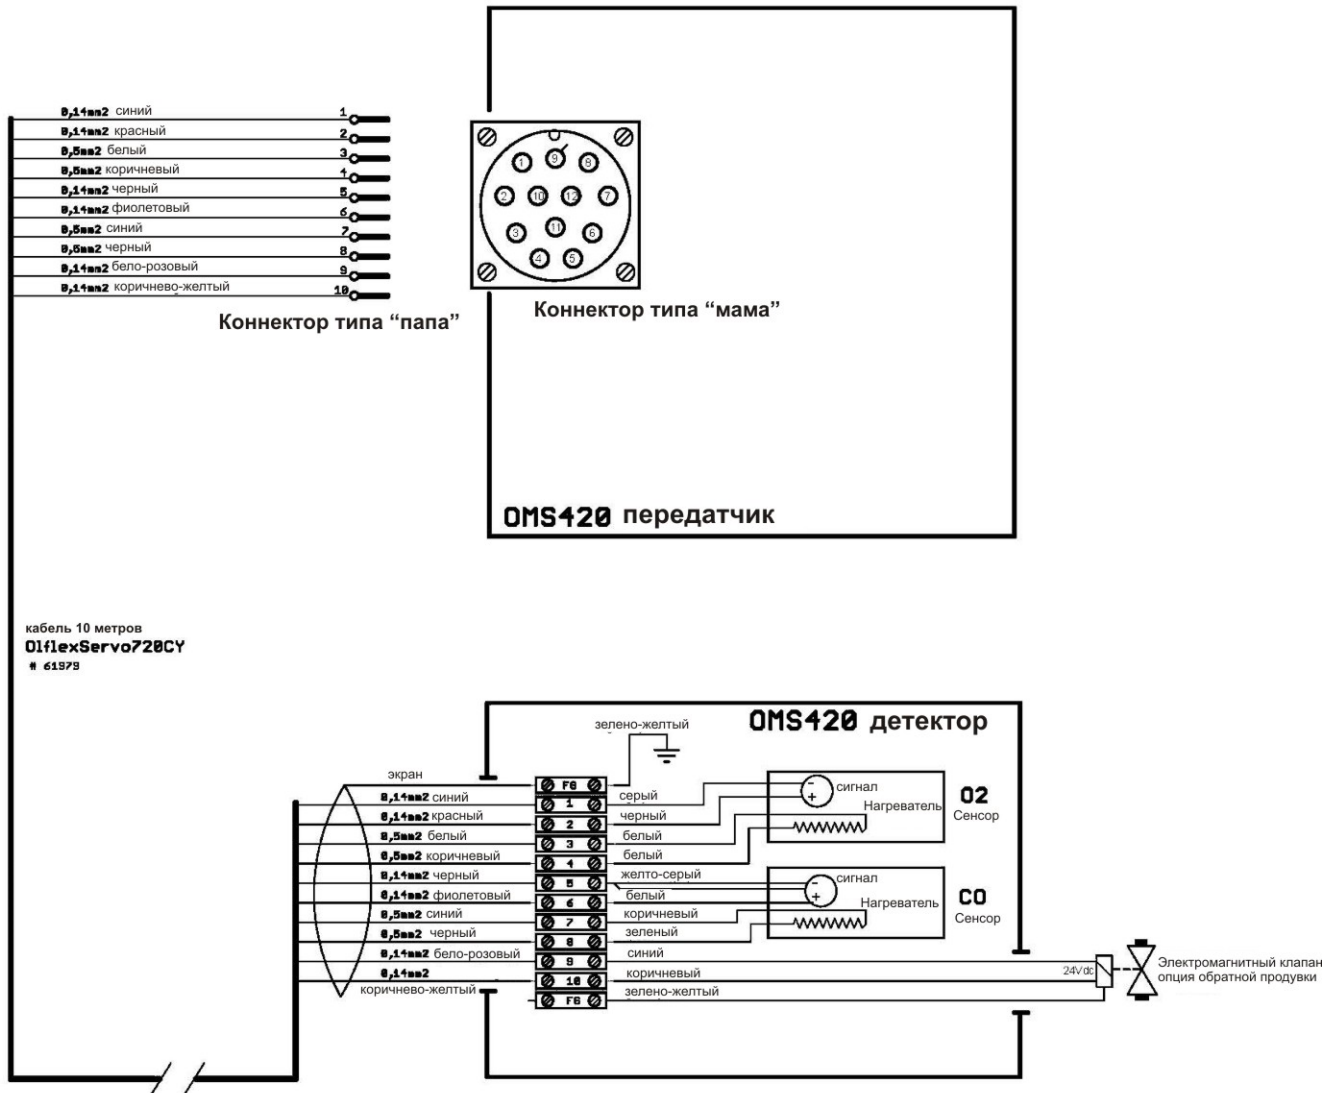 0,14mm2 синий 1
0,14mm2 красный 2
0,5mm2 белый 3
0,5mm2 коричневый 4
0,14mm2 черный 5
0,14mm2 фиолетовый 6
0,5mm2 синий 7
0,5mm2 черный 8
0,14mm2 бело-розовый 9
0,14mm2 коричнево-желтый 10
Коннектор типа “папа”
1 9 8
2 10 12 7
3 11 6
4 5
Коннектор типа “мама”
OMS420 передатчик
кабель 10 метров
OlflexServo720CY
# 61979
OMS420 детектор
зелено-желтый
экран FG
0,14mm2 синий 1 серый
0,14mm2 красный 2 черный
0,5mm2 белый 3 белый
0,5mm2 коричневый 4 белый
0,14mm2 черный 5 желто-серый
0,14mm2 фиолетовый 6 белый
0,5mm2 синий 7 коричневый
0,5mm2 черный 8 зеленый
0,14mm2 бело-розовый 9 синий
0,14mm2 10 коричневый
коричнево-желтый FG зелено-желтый
- сигнал
+ Нагреватель
O2
Сенсор
- сигнал
+ Нагреватель
CO
Сенсор
24Vdc
Электромагнитный клапан
опция обратной продувки